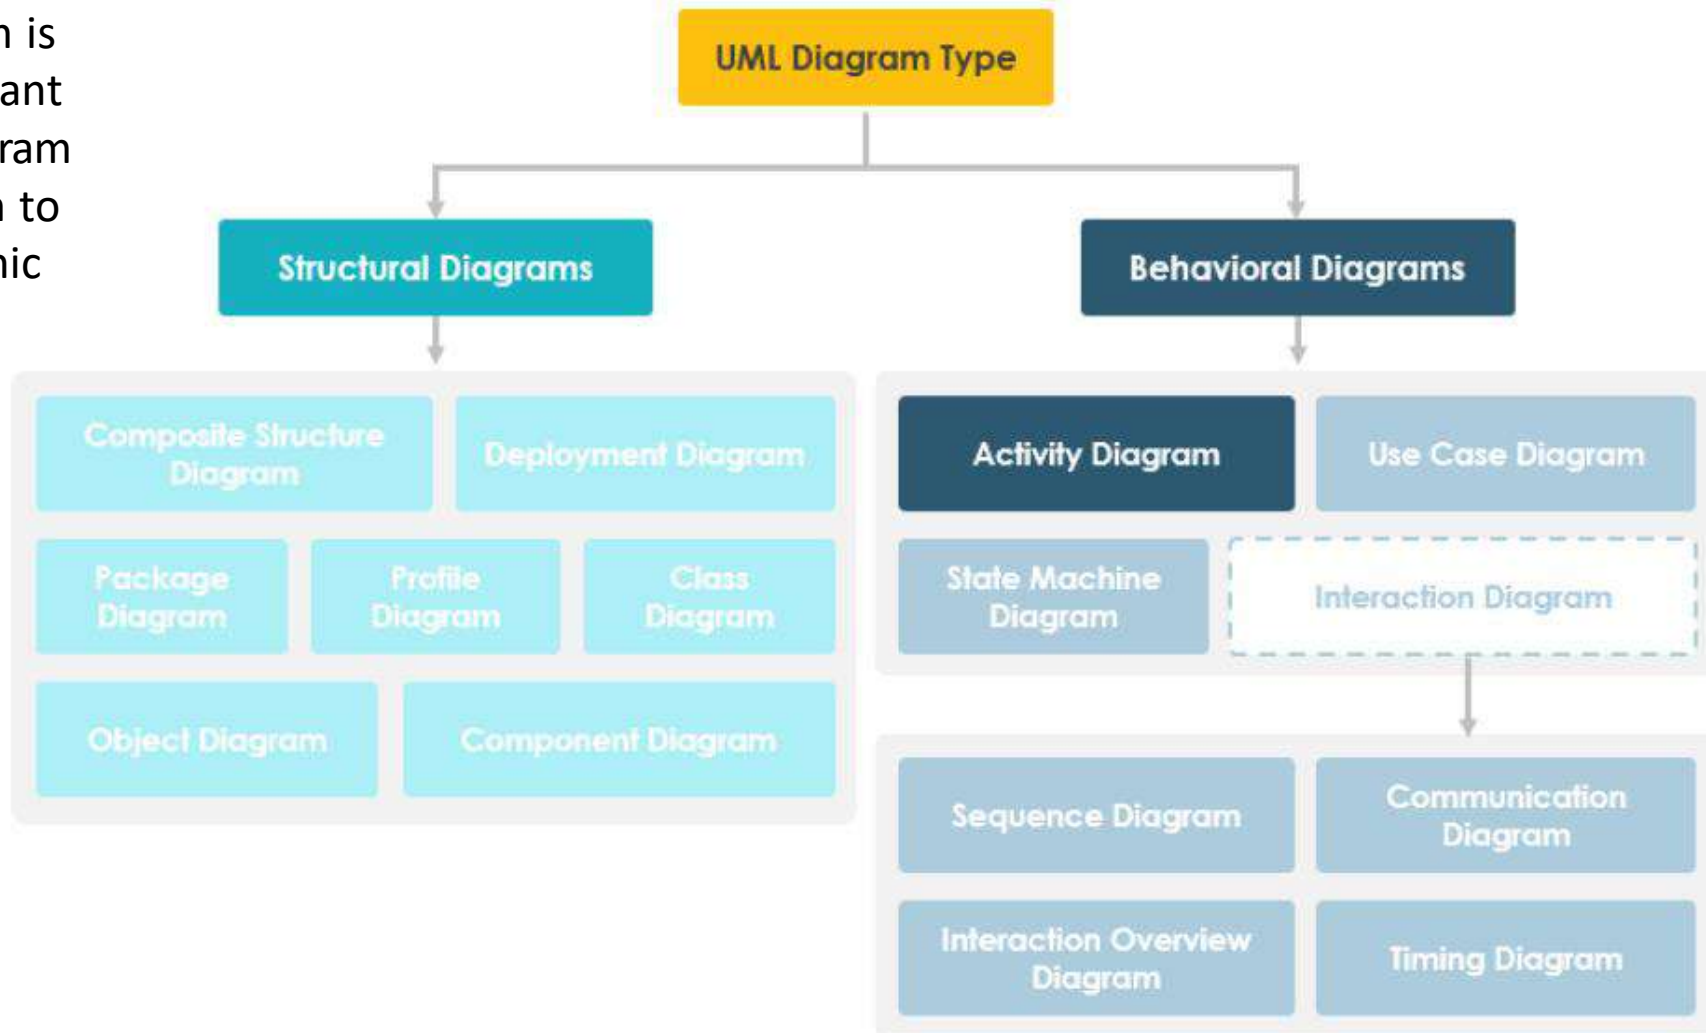 is
ant
ram
to
nic
UML Diagram Type
Structural Diagrams
Behavioral Diagrams
Composite Structure
Diagram
Deployment Diagram
Package
Diagram
Profile
Diagram
Class
Diagram
Object Diagram
Component Diagram
Activity Diagram
Use Case Diagram
State Machine
Diagram
Interaction Diagram
Sequence Diagram
Communication
Diagram
Interaction Overview
Diagram
Timing Diagram